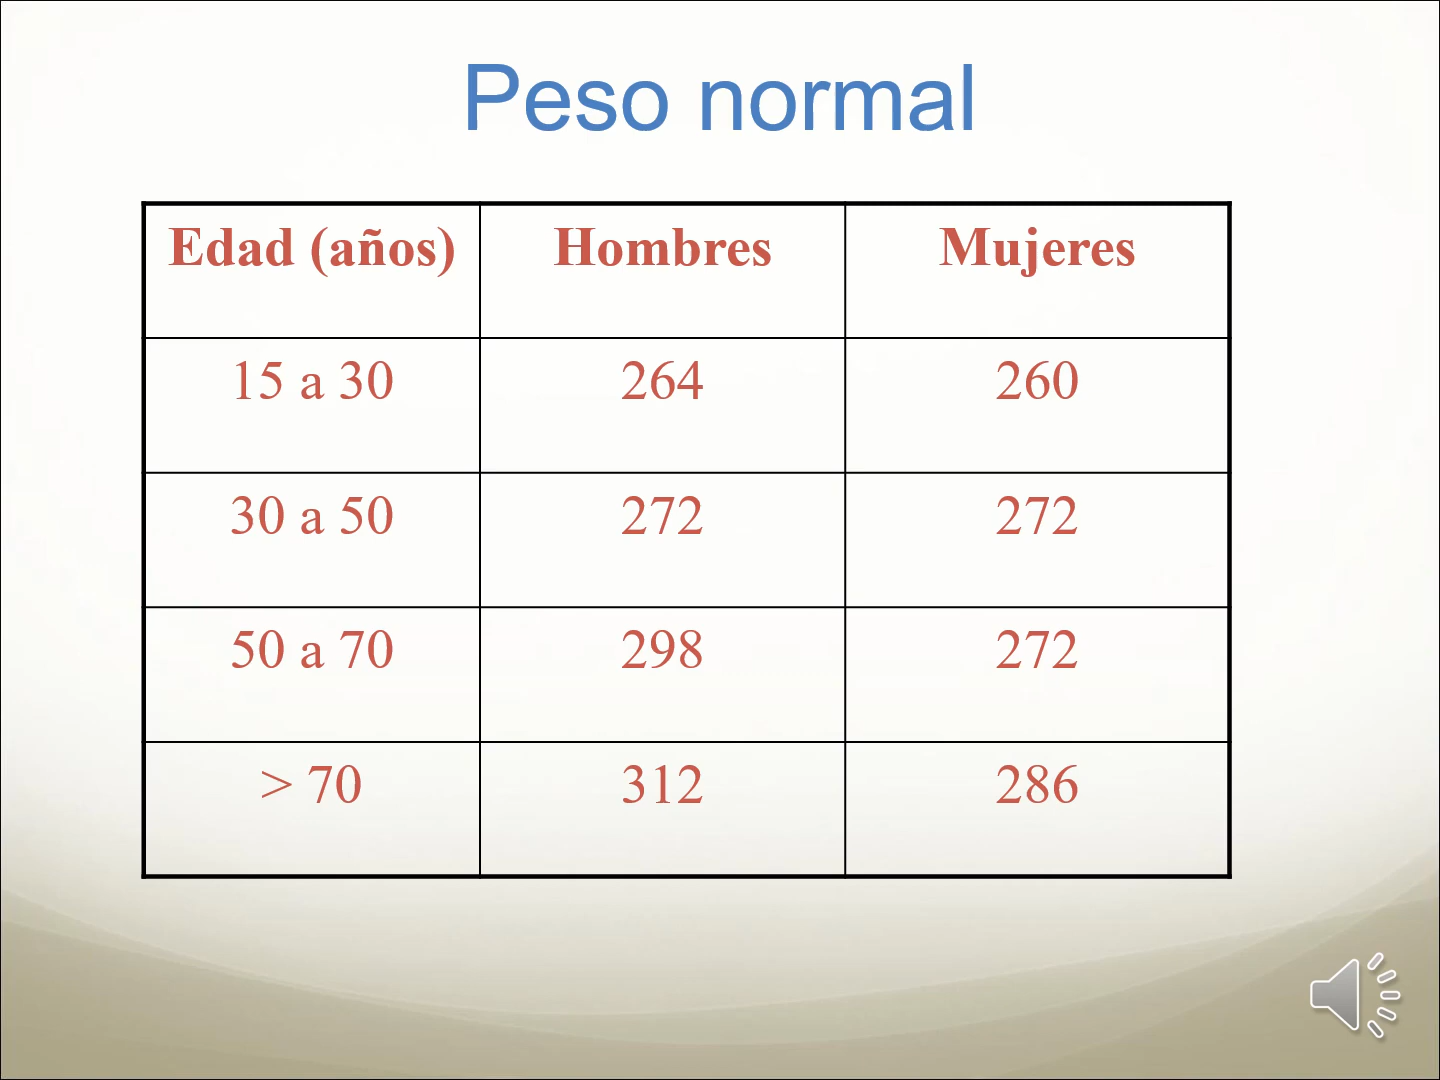 Peso normal
Edad (años) Hombres Mujeres
15 a 30 264 260
30 a 50 272 272
50 a 70 298 272
> 70 312 286